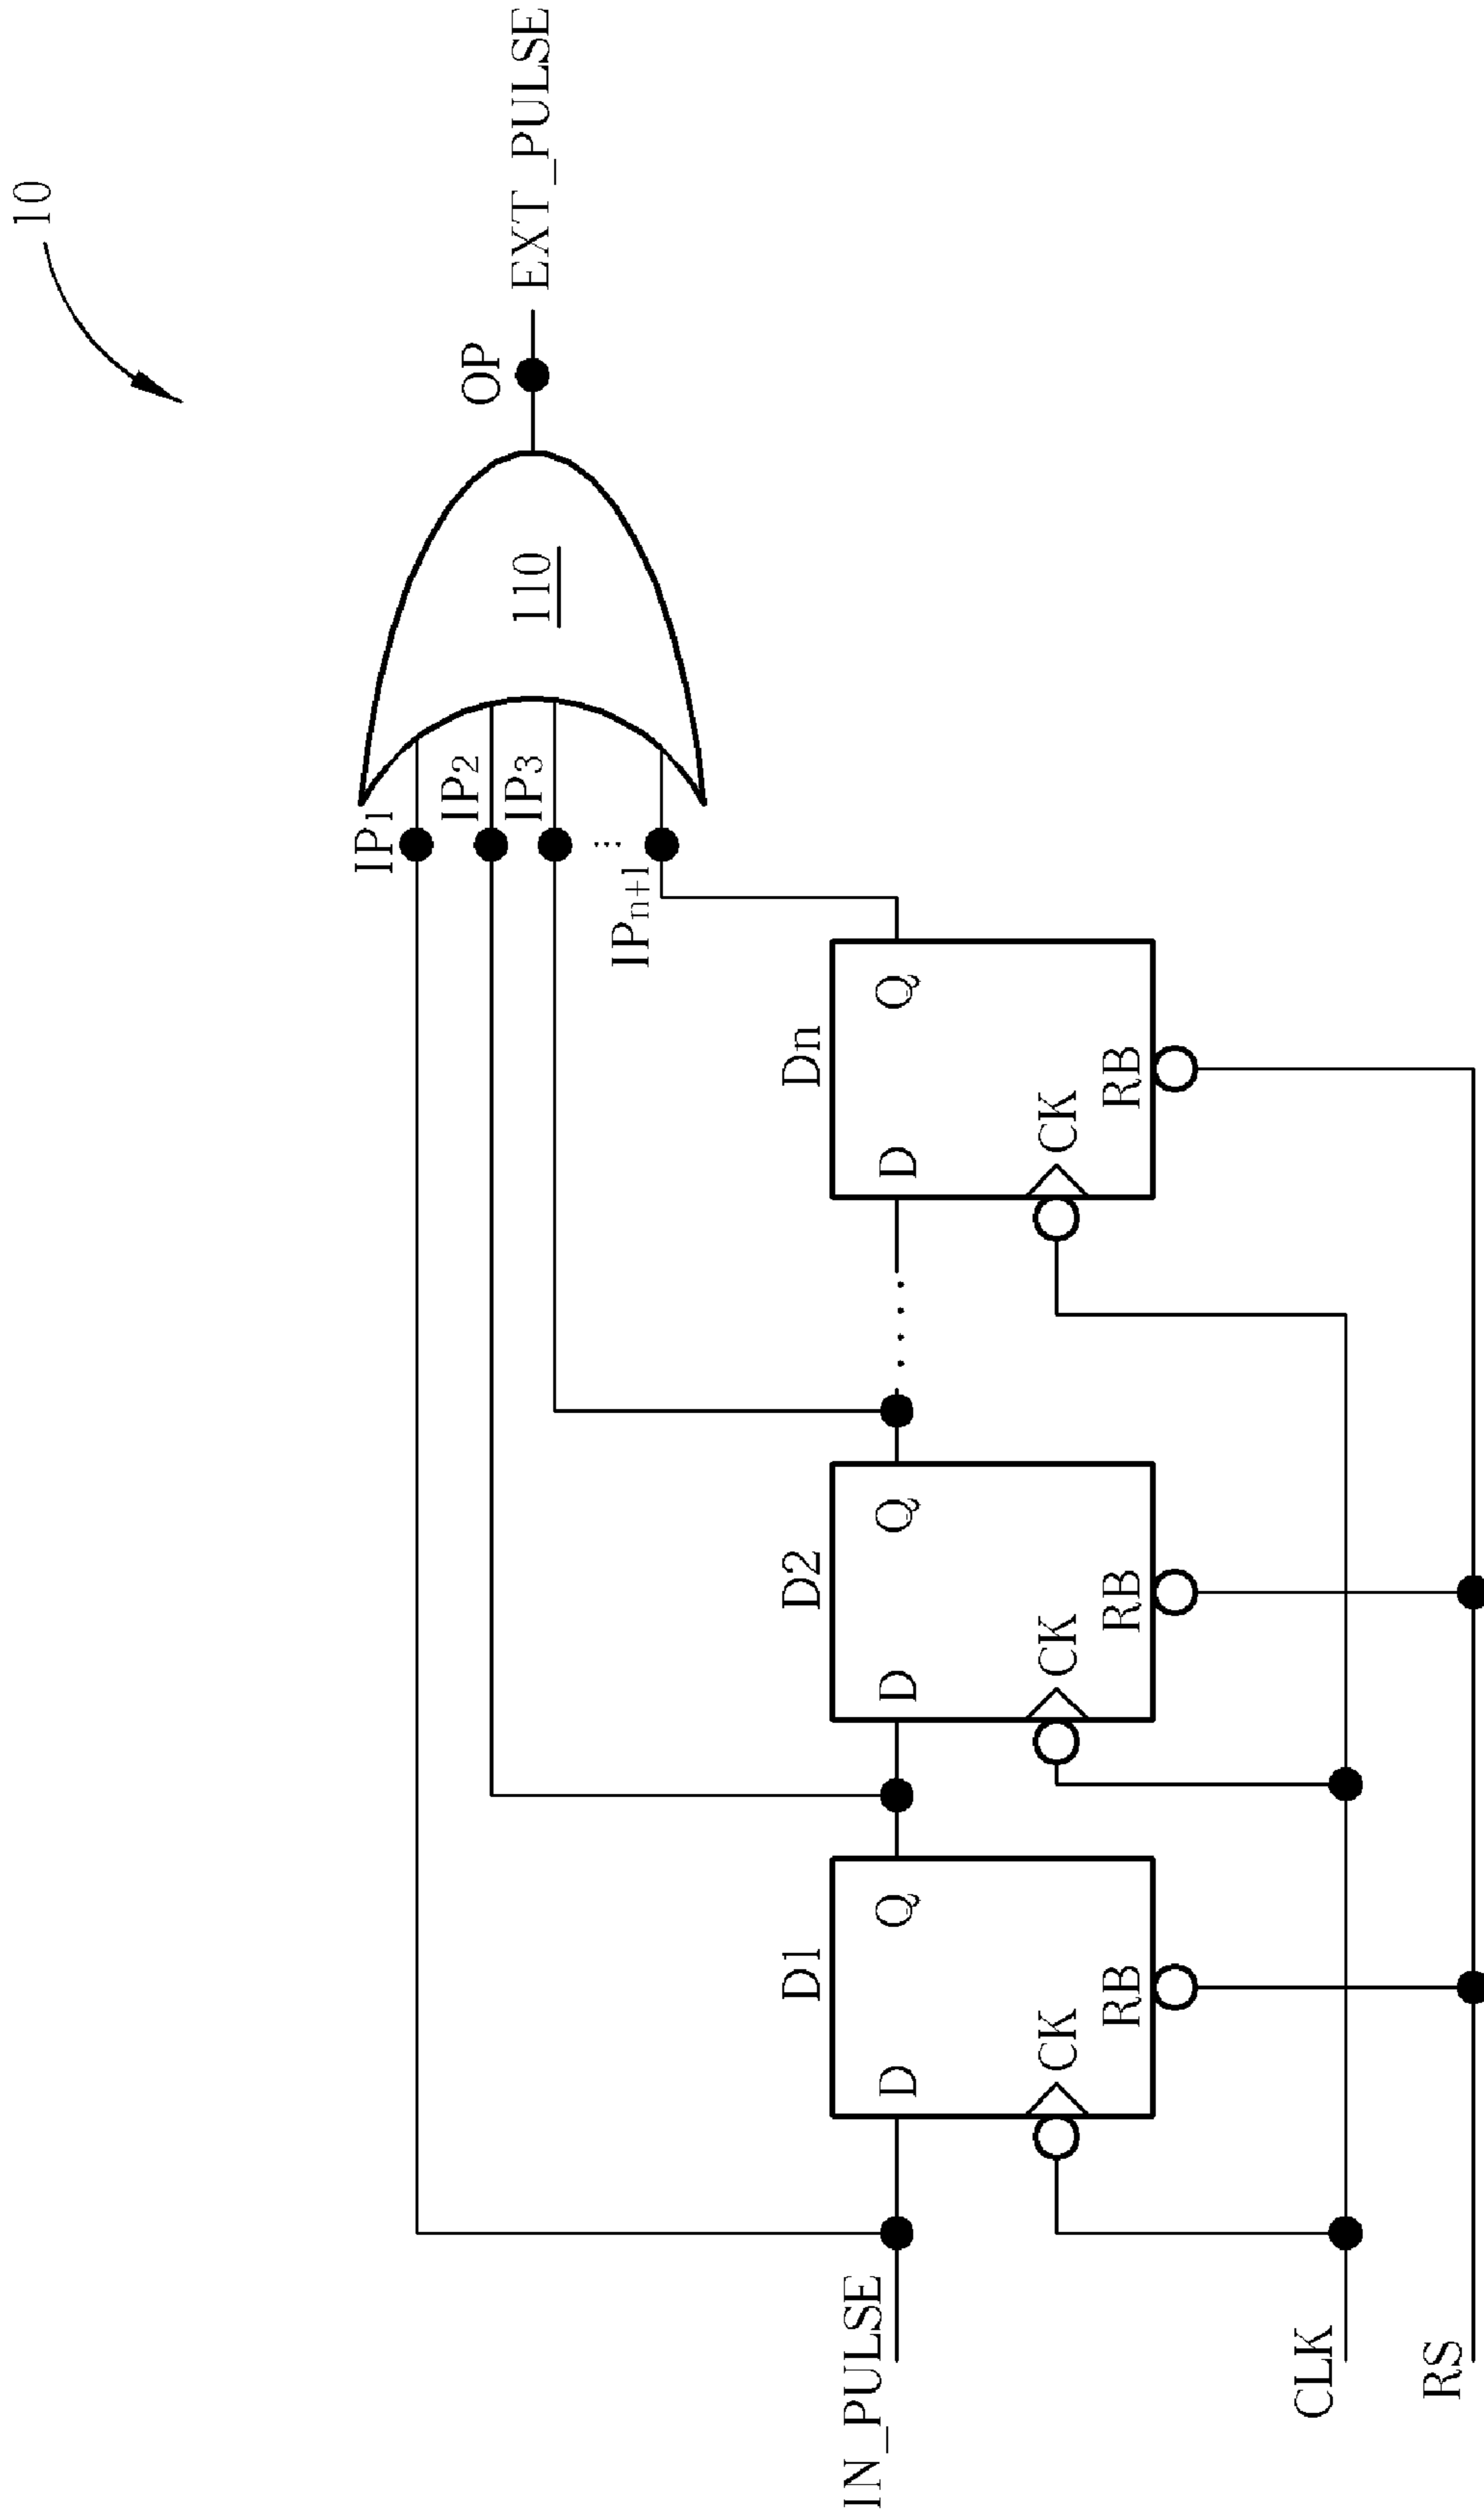 10
OP
EXT_PULSE
110
IP1
IP2
IP3
...
IPn+1
D1
D2
Dn
D
Q
CK
RB
D
Q
CK
RB
....
D
Q
CK
RB
IN_PULSE
CLK
RS